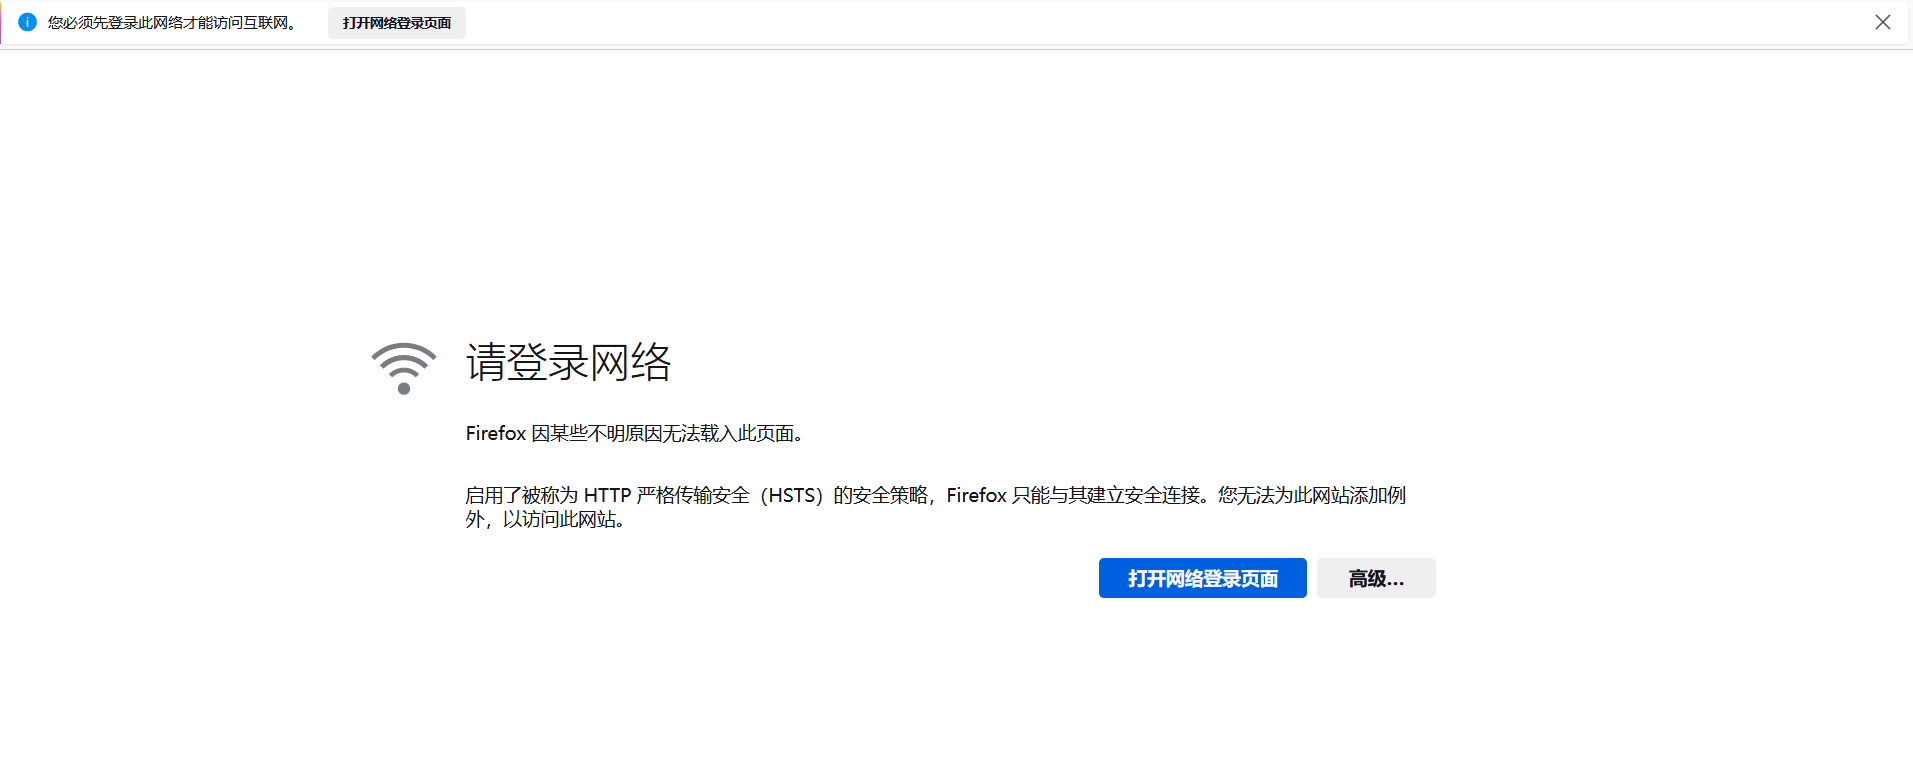 您必须先登录此网络才能访问互联网。 打开网络登录页面
请登录网络
Firefox 因某些不明原因无法载入此页面。
启用了被称为 HTTP 严格传输安全（HSTS）的安全策略，Firefox 只能与其建立安全连接。您无法为此网站添加例
外，以访问此网站。
打开网络登录页面 高级...